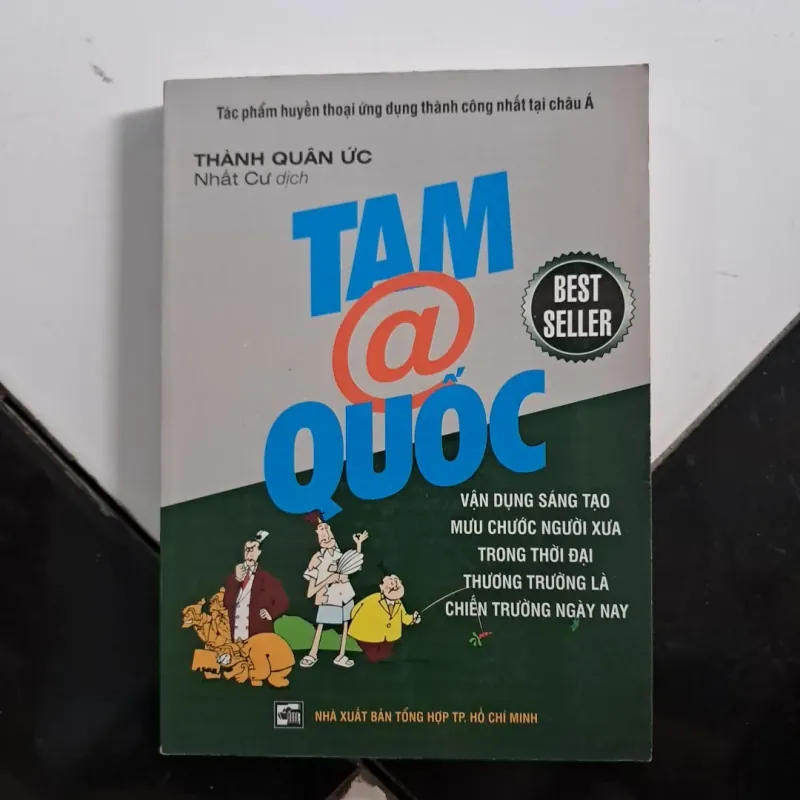 Tác phẩm huyền thoại ứng dụng thành công nhất tại châu Á
THÀNH QUÂN ỨC
Nhất Cư dịch
TAM
@
QUỐC
BEST
SELLER
VẬN DỤNG SÁNG TẠO
MƯU CHƯỚC NGƯỜI XƯA
TRONG THỜI ĐẠI
THƯƠNG TRƯỜNG LÀ
CHIẾN TRƯỜNG NGÀY NAY
NHÀ XUẤT BẢN TỔNG HỢP TP. HỒ CHÍ MINH